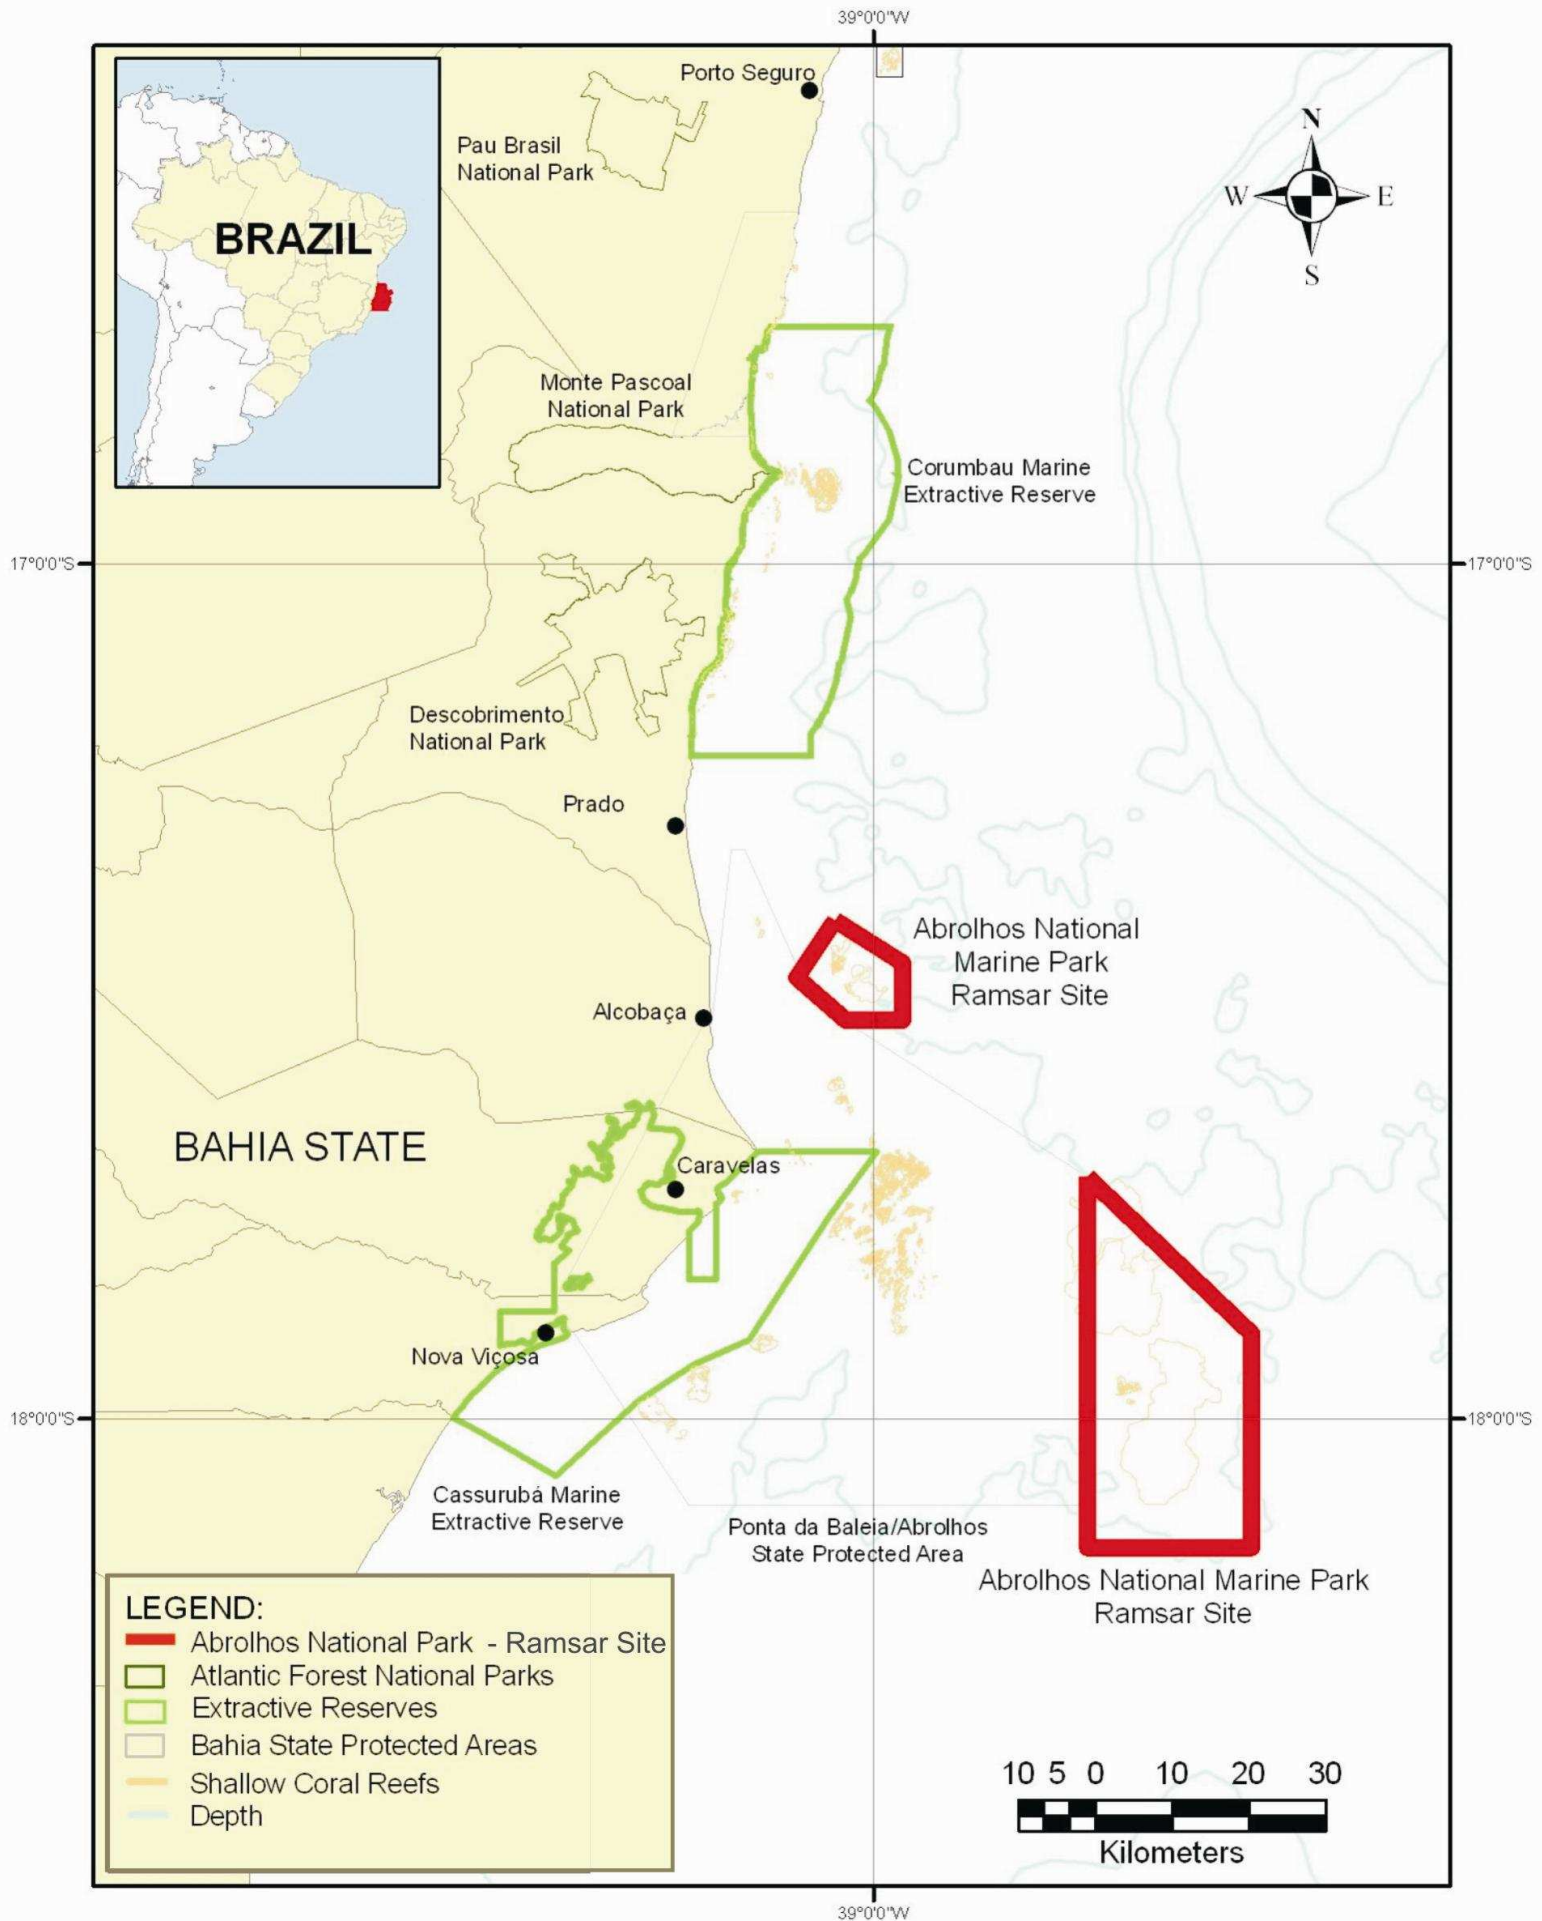 39°0'0"W
Porto Seguro
Pau Brasil
National Park
BRAZIL
N
W
E
S
Monte Pascoal
National Park
Corumbau Marine
Extractive Reserve
17°0'0"S
17°0'0"S
Descobrimento
National Park
Prado
Abrolhos National
Marine Park
Ramsar Site
Alcobaça
BAHIA STATE
Caravelas
Nova Viçosa
18°0'0"S
18°0'0"S
Cassurubá Marine
Extractive Reserve
Ponta da Baleia/Abrolhos
State Protected Area
Abrolhos National Marine Park
Ramsar Site
LEGEND:
Abrolhos National Park - Ramsar Site
Atlantic Forest National Parks
Extractive Reserves
Bahia State Protected Areas
Shallow Coral Reefs
Depth
10 5 0 10 20 30
Kilometers
39°0'0"W